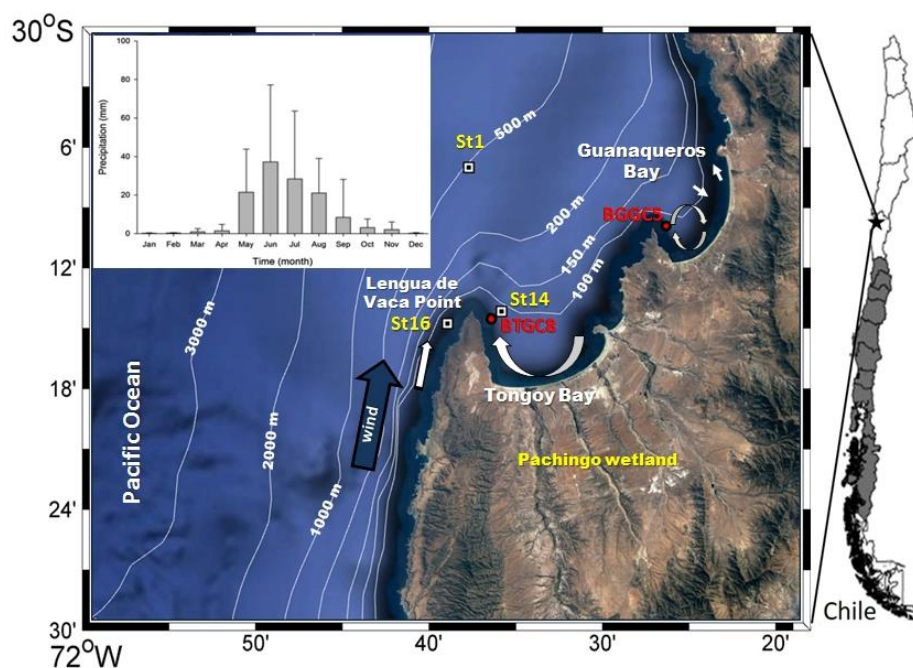 30°S
100
80
60
40
20
0
Precipitation (mm)
Jan Feb Mar Apr May Jun Jul Aug Sep Oct Nov Dec
Time (month)
500 m
St1
6'
Guanaqueros
Bay
200 m
BGGC5
150 m
100 m
12'
Lengua de
Vaca Point
St14
St16
BTGC8
3000 m
18'
Tongoy Bay
wind
Pacific Ocean
2000 m
Pachingo wetland
1000 m
24'
30'
72°W
50'
40'
30'
20'
Chile